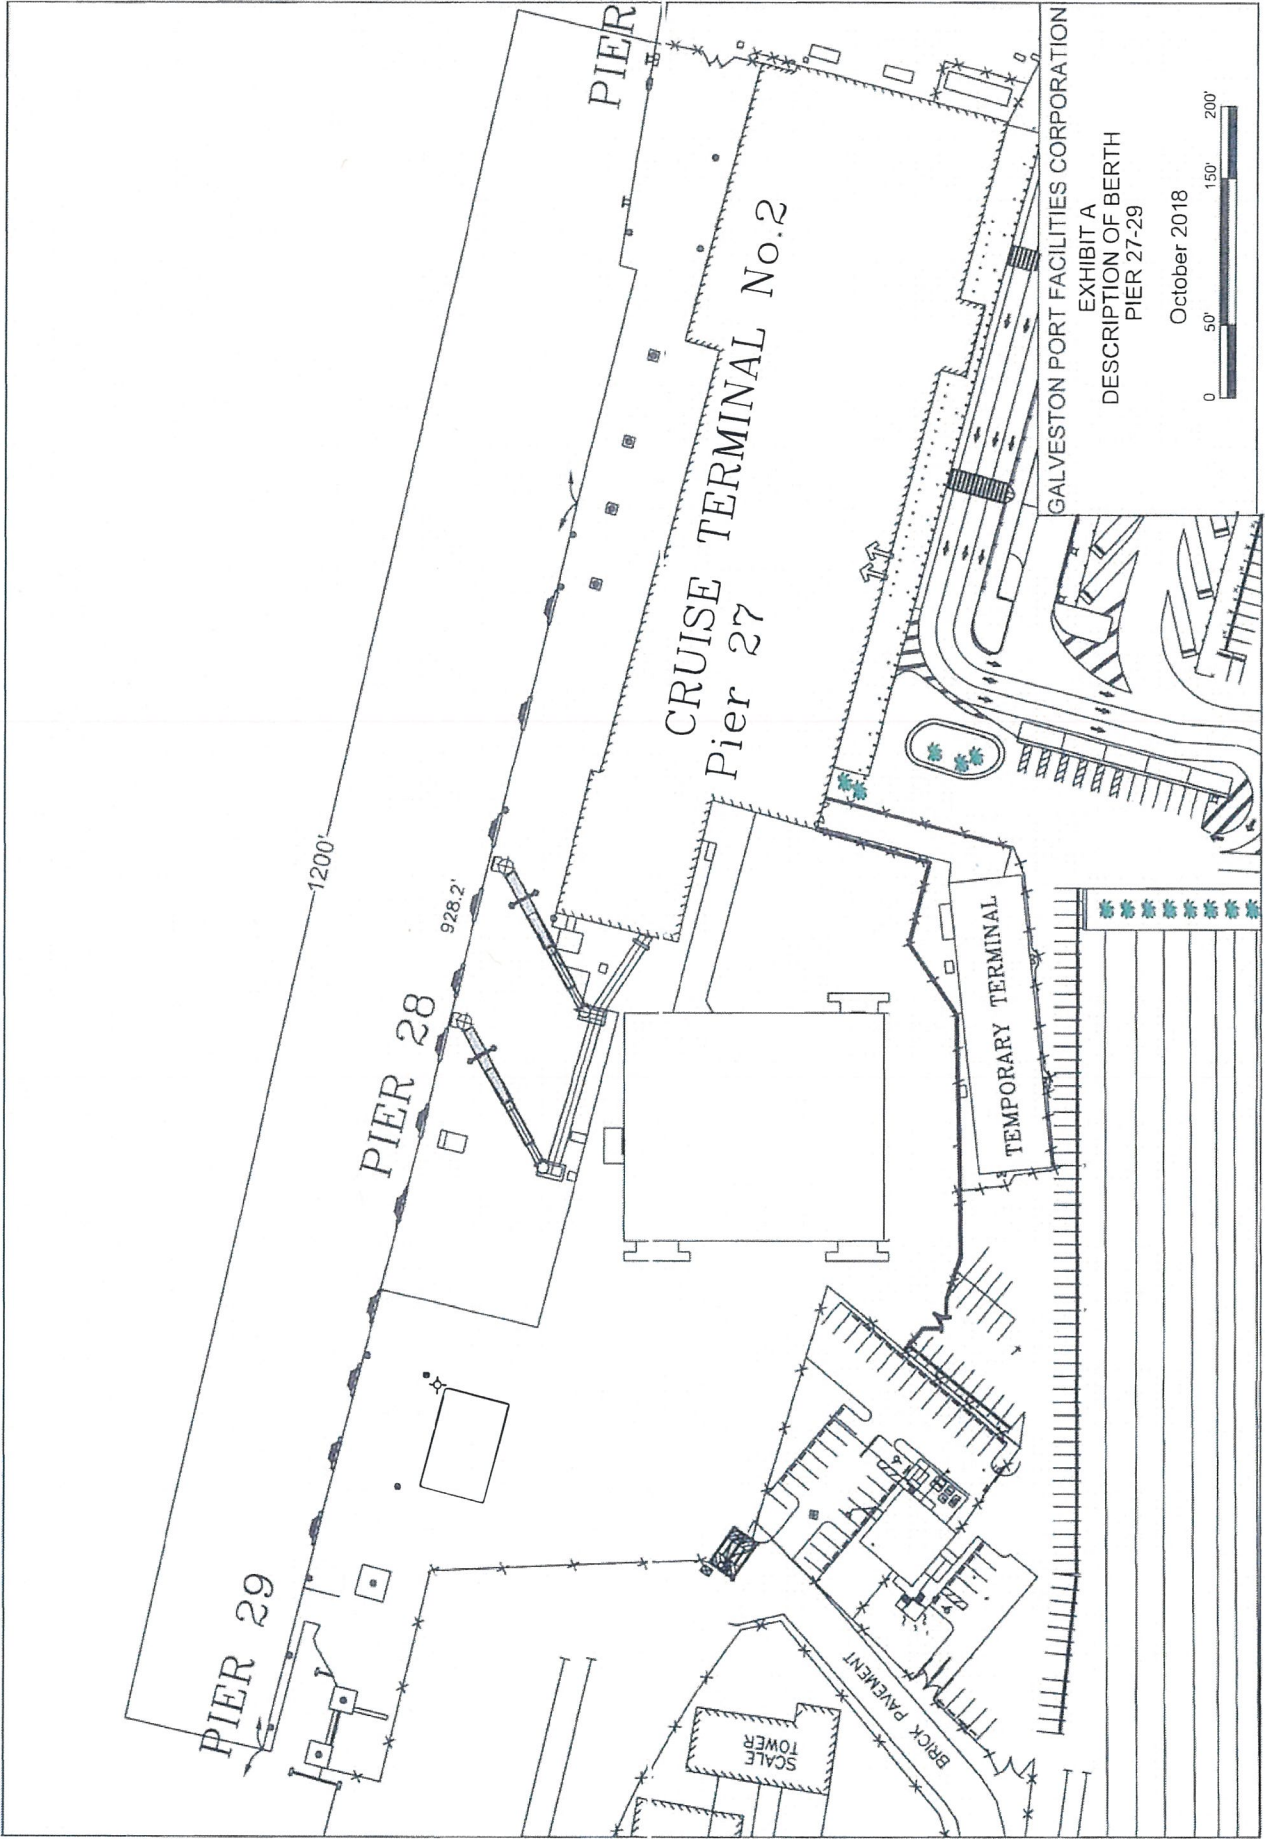 PIER 29
PIER 28
PIER
1200'
928.2'
CRUISE TERMINAL No.2
Pier 27
TEMPORARY TERMINAL
SCALE
TOWER
BRICK PAVEMENT
GALVESTON PORT FACILITIES CORPORATION
EXHIBIT A
DESCRIPTION OF BERTH
PIER 27-29
October 2018
0 50' 150' 200'